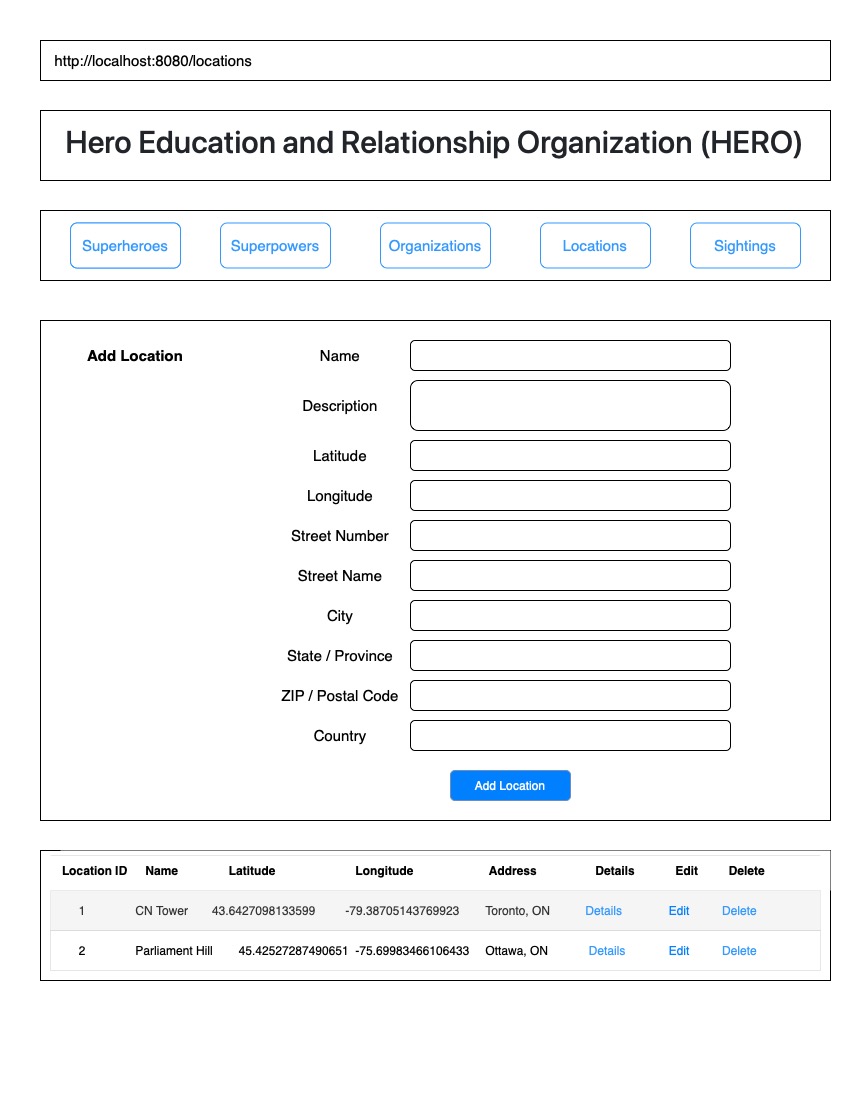 http://localhost:8080/locations
Hero Education and Relationship Organization (HERO)
Superheroes Superpowers Organizations Locations Sightings
Add Location Name
Description
Latitude
Longitude
Street Number
Street Name
City
State / Province
ZIP / Postal Code
Country
Add Location
Location ID Name Latitude Longitude Address Details Edit Delete
1 CN Tower 43.6427098133599 -79.38705143769923 Toronto, ON Details Edit Delete
2 Parliament Hill 45.42527287490651 -75.69983466106433 Ottawa, ON Details Edit Delete